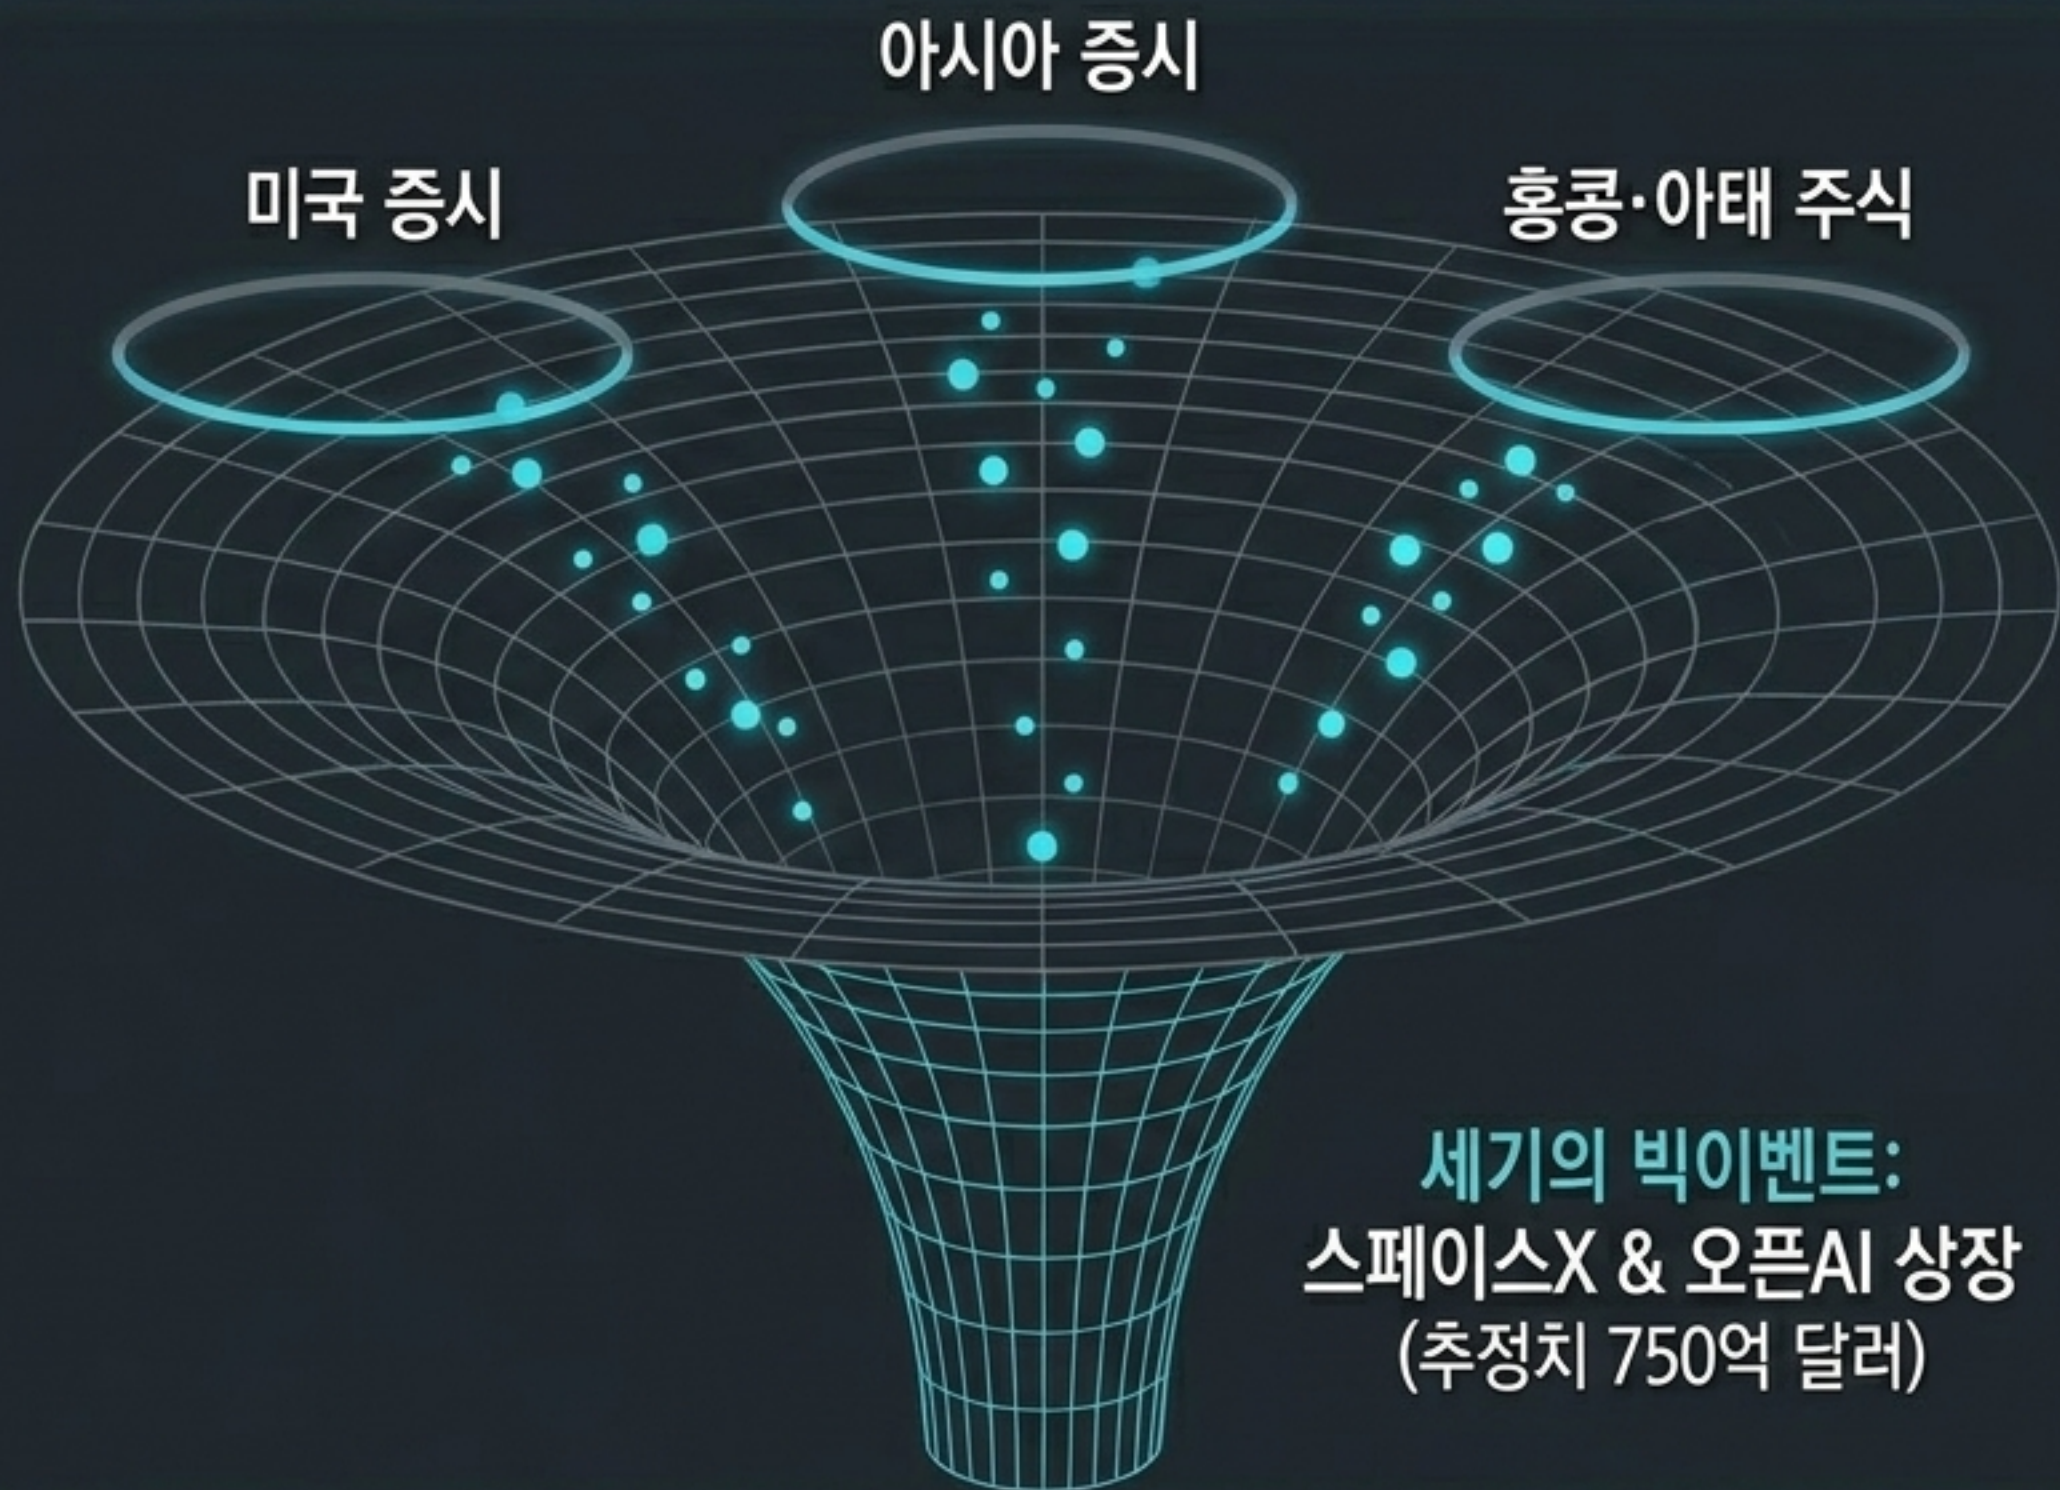 아시아 증시
미국 증시
홍콩·아태 주식
세기의 빅이벤트:
스페이스X & 오픈AI 상장
(추정치 750억 달러)